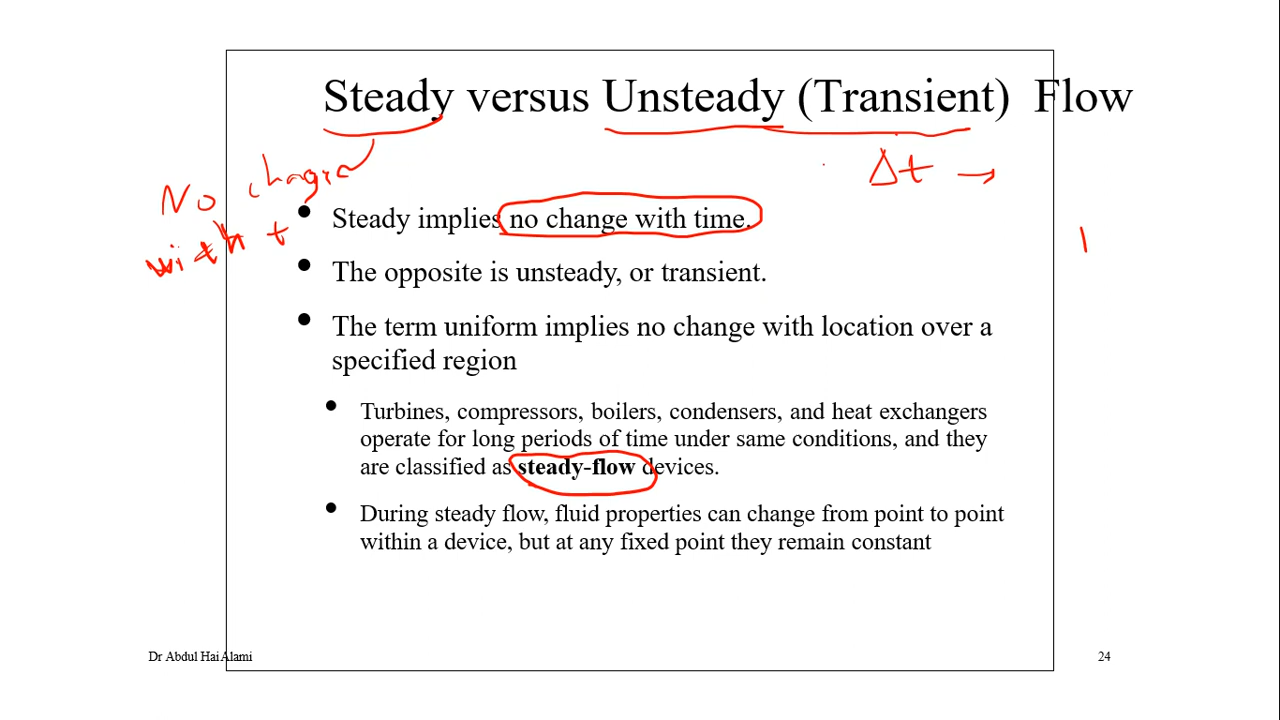 Steady versus Unsteady (Transient) Flow
No change
with t
Δt →
• Steady implies no change with time.
• The opposite is unsteady, or transient.
• The term uniform implies no change with location over a
specified region
• Turbines, compressors, boilers, condensers, and heat exchangers
operate for long periods of time under same conditions, and they
are classified as steady-flow devices.
• During steady flow, fluid properties can change from point to point
within a device, but at any fixed point they remain constant
Dr Abdul Hai Alami
24